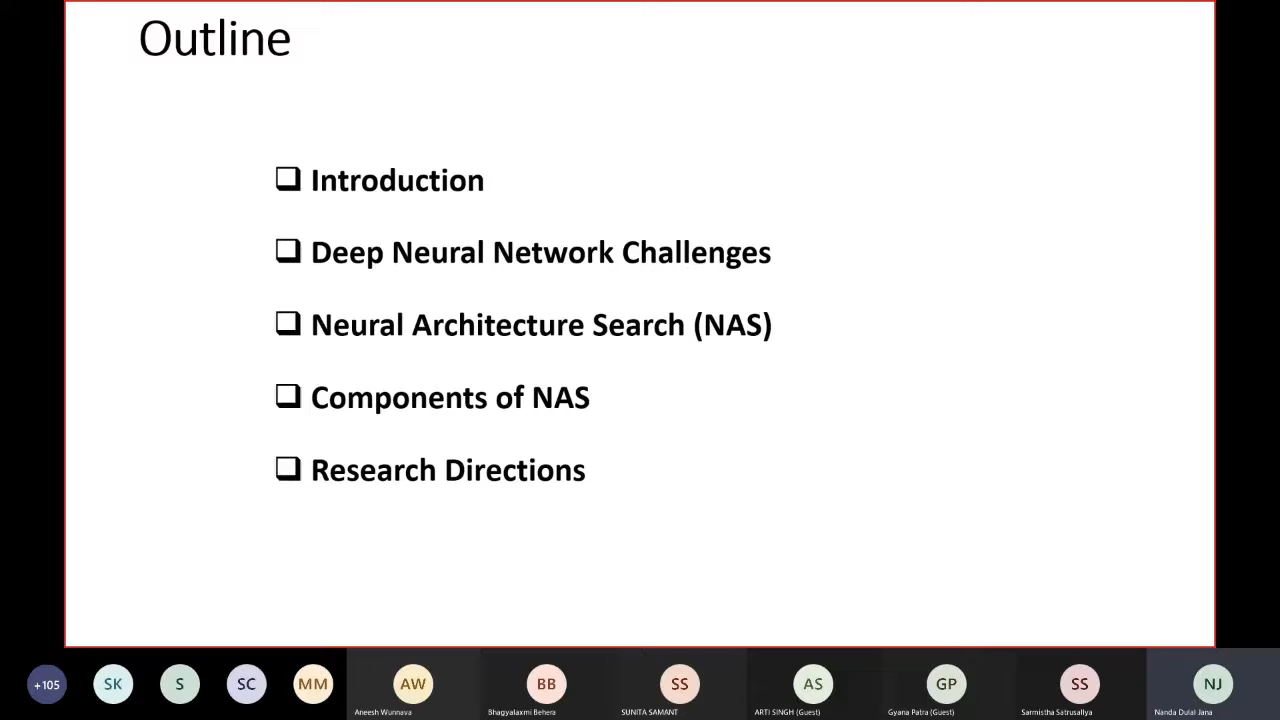 Outline
Introduction
Deep Neural Network Challenges
Neural Architecture Search (NAS)
Components of NAS
Research Directions
+105
SK
S
SC
MM
AW
BB
SS
AS
GP
SS
NJ
Aneesh Wunnava
Bhagyalaxmi Behera
SUNITA SAMANT
ARTI SINGH (Guest)
Gyana Patra (Guest)
Sarmistha Satrusallya
Nanda Dulal Jana